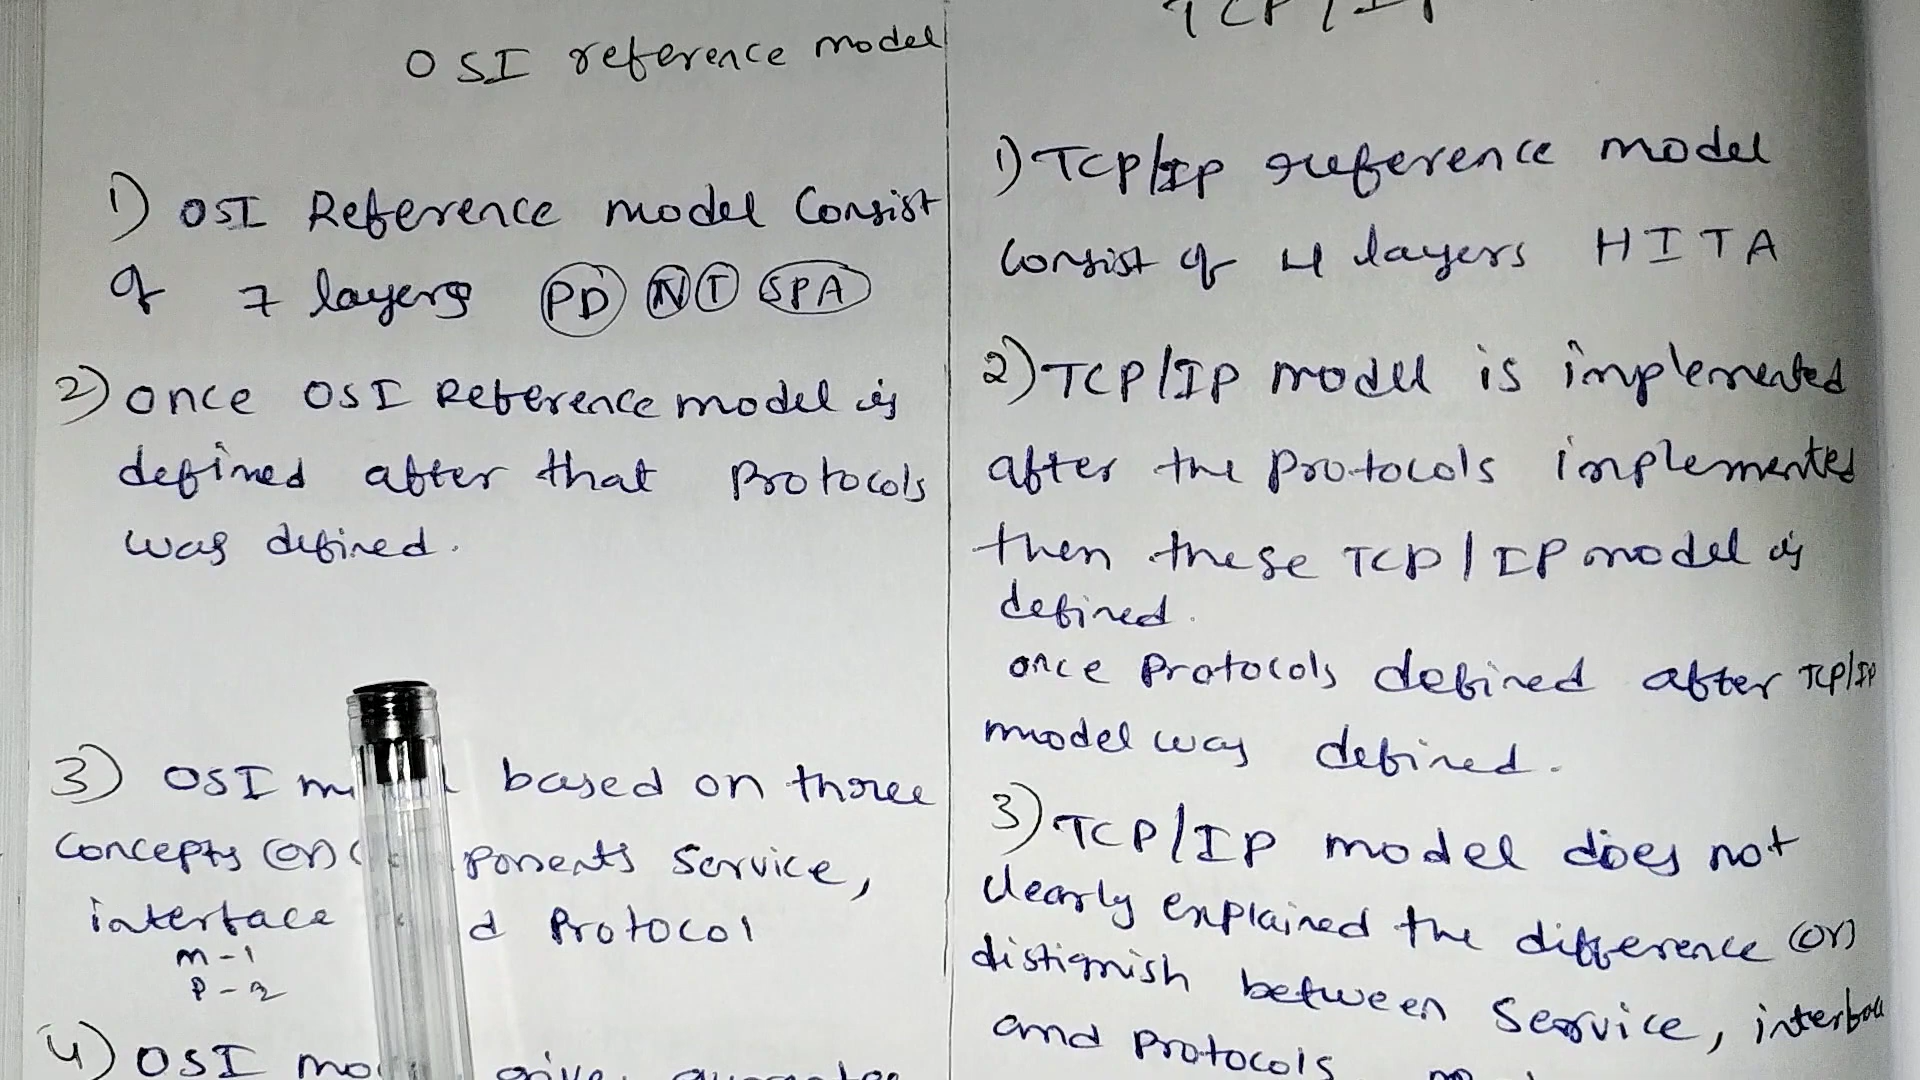 OSI reference model
1) OSI Reference model Consist
of 7 layers PD N T SPA
2) once OSI Reference model is
defined after that Protocols
was defined.
3) OSI based on three
Concepts (or) ponents Service,
interface d Protocol
m-1
P-2
4) OSI
TCP/IP
1) TCP/IP reference model
Consist of 4 layers HITA
2) TCP/IP model is implemented
after the protocols implemented
then these TCP/IP model is
defined.
once Protocols defined after TCP/IP
model was defined.
3) TCP/IP model does not
clearly explained the difference (or)
distignish between Service, interface
and Protocols